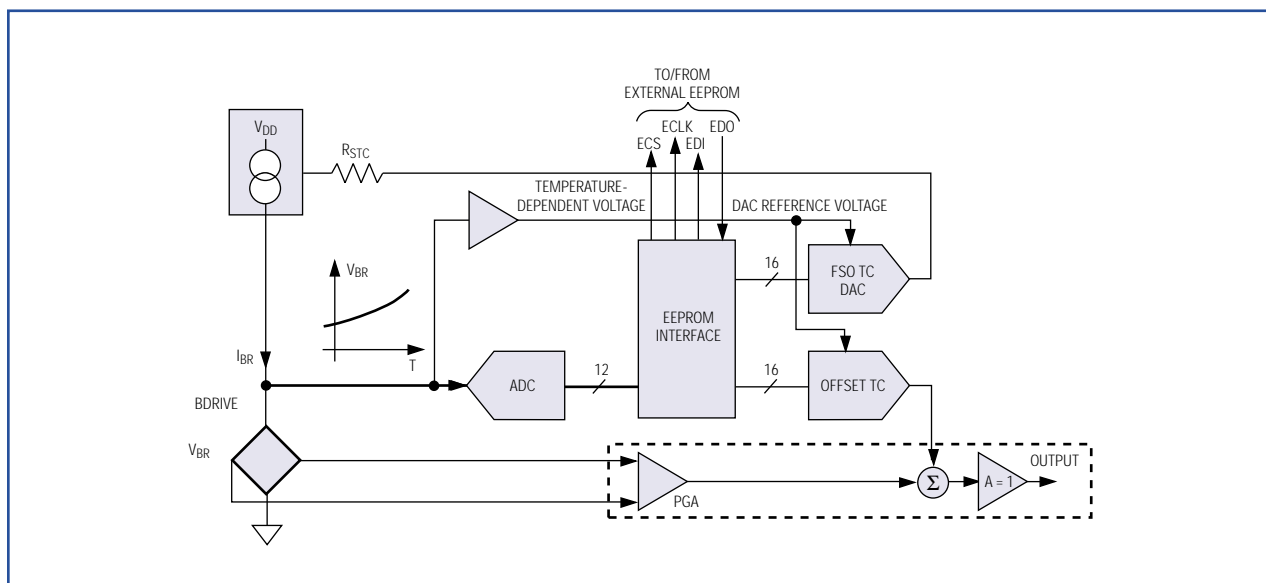 TO/FROM
EXTERNAL EEPROM
ECS
ECLK
EDI
EDO
VDD
RSTC
TEMPERATURE-
DEPENDENT VOLTAGE
DAC REFERENCE VOLTAGE
VBR
T
16
FSO TC
DAC
EEPROM
INTERFACE
IBR
ADC
12
16
OFFSET TC
BDRIVE
VBR
PGA
Σ
A = 1
OUTPUT